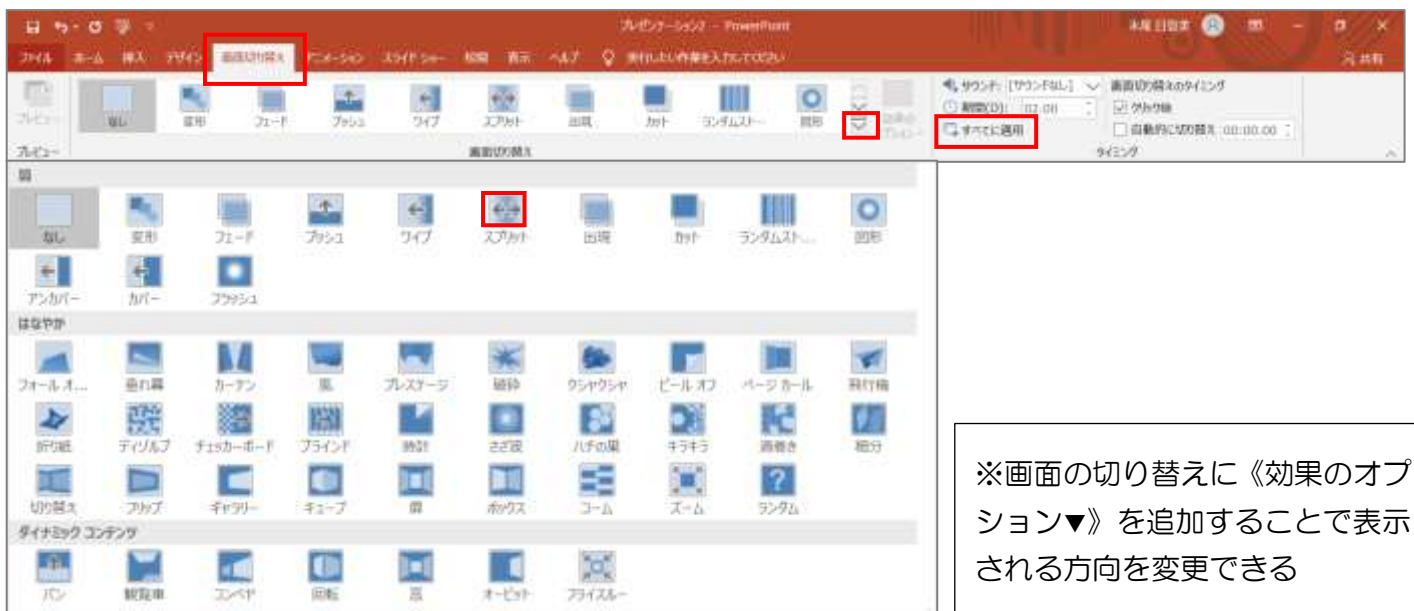 プレゼンテーション2 - PowerPoint
ファイル ホーム 挿入 デザイン 画面切り替え アニメーション スライド ショー 校閲 表示 ヘルプ 実行したい作業を入力してください 共有
プレビュー なし 変形 フェード プッシュ ワイプ スプリット 出現 カット ランダムストラ… 図形 効果のオプション
サウンド: [サウンドなし] 画面切り替えのタイミング
期間(D): 02.00 クリック時
すべてに適用 自動的に切り替え 00:00.00
プレビュー 画面切り替え タイミング
なし 変形 フェード プッシュ ワイプ スプリット 出現 カット ランダムスト... 図形
アンカバー カバー フラッシュ
はなやか
フォール オ... 垂れ幕 カーテン 風 プレステージ 破砕 クシャクシャ ピール オフ ページ カール 飛行機
折り紙 ディゾルブ チェッカーボード ブラインド 時計 さざ波 ハチの巣 キラキラ 渦巻き 細分
切り替え フリップ ギャラリー キューブ 扉 ボックス コーム ズーム ランダム
ダイナミック コンテンツ
パン 観覧車 コンベヤ 回転 窓 オービット フライスルー
※画面の切り替えに《効果のオプ
ション▼》を追加することで表示
される方向を変更できる